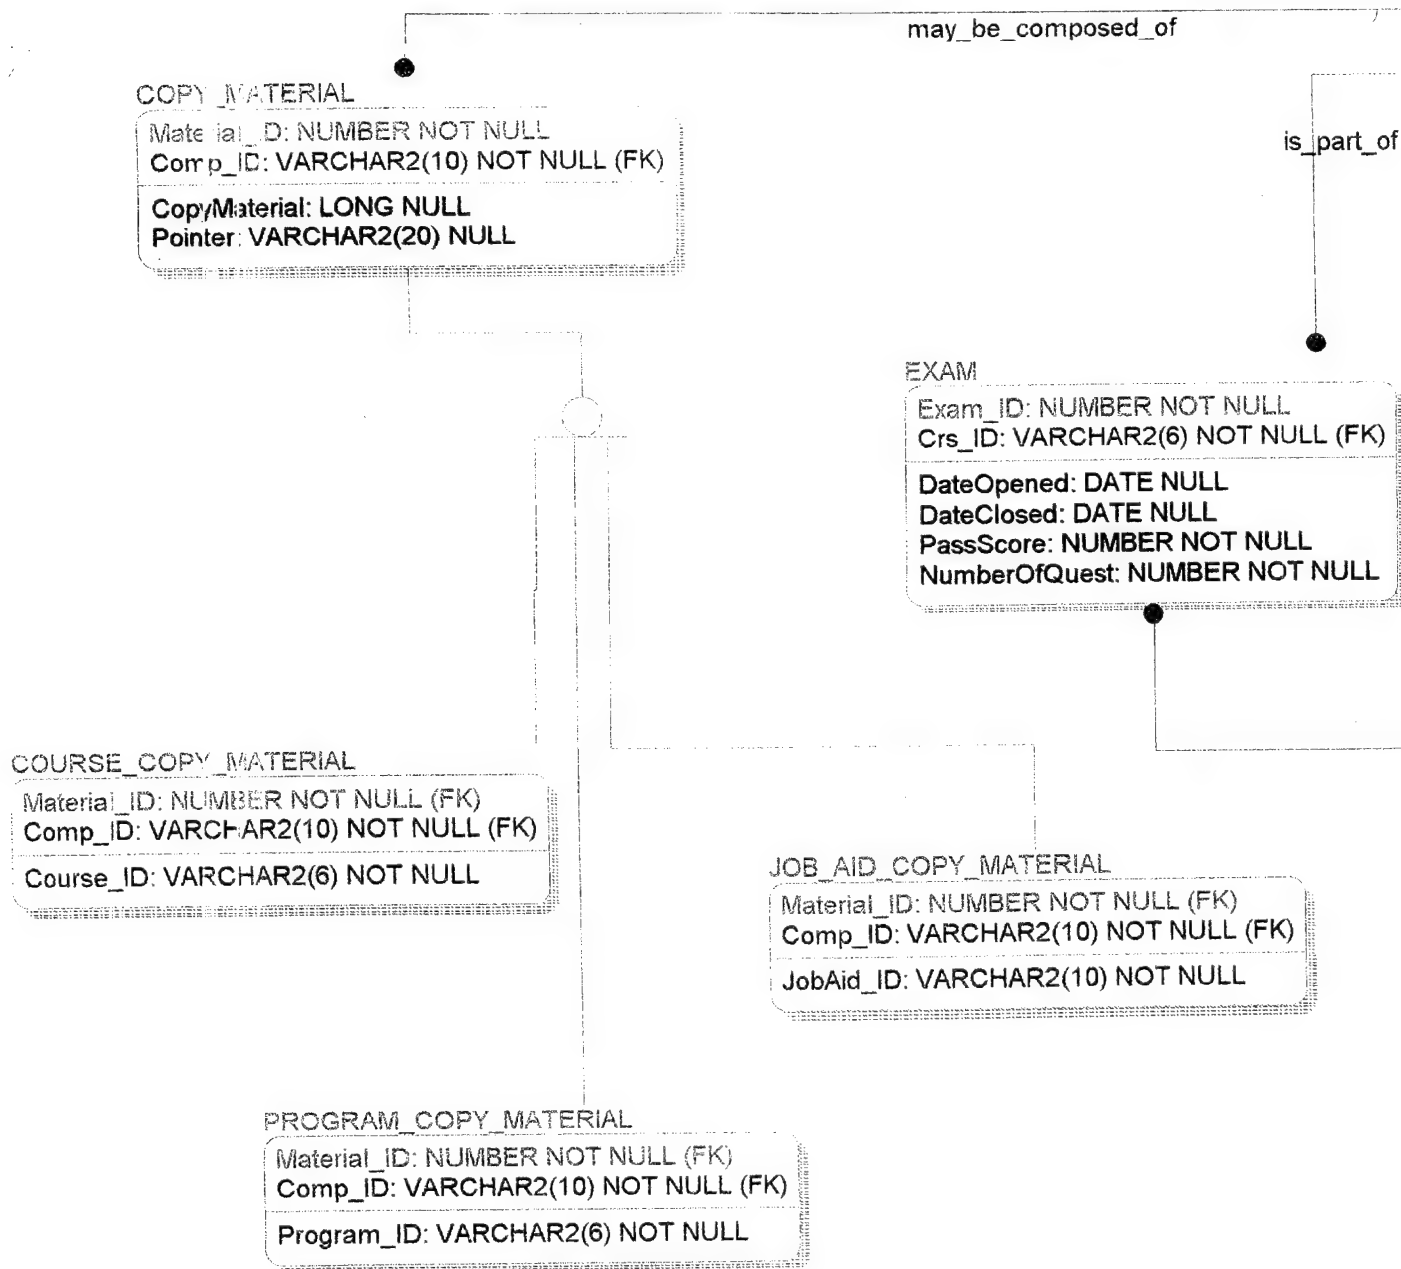 may_be_composed_of
COPY_MATERIAL
Material_ID: NUMBER NOT NULL
Comp_ID: VARCHAR2(10) NOT NULL (FK)
CopyMaterial: LONG NULL
Pointer: VARCHAR2(20) NULL
is_part_of
EXAM
Exam_ID: NUMBER NOT NULL
Crs_ID: VARCHAR2(6) NOT NULL (FK)
DateOpened: DATE NULL
DateClosed: DATE NULL
PassScore: NUMBER NOT NULL
NumberOfQuest: NUMBER NOT NULL
COURSE_COPY_MATERIAL
Material_ID: NUMBER NOT NULL (FK)
Comp_ID: VARCHAR2(10) NOT NULL (FK)
Course_ID: VARCHAR2(6) NOT NULL
JOB_AID_COPY_MATERIAL
Material_ID: NUMBER NOT NULL (FK)
Comp_ID: VARCHAR2(10) NOT NULL (FK)
JobAid_ID: VARCHAR2(10) NOT NULL
PROGRAM_COPY_MATERIAL
Material_ID: NUMBER NOT NULL (FK)
Comp_ID: VARCHAR2(10) NOT NULL (FK)
Program_ID: VARCHAR2(6) NOT NULL